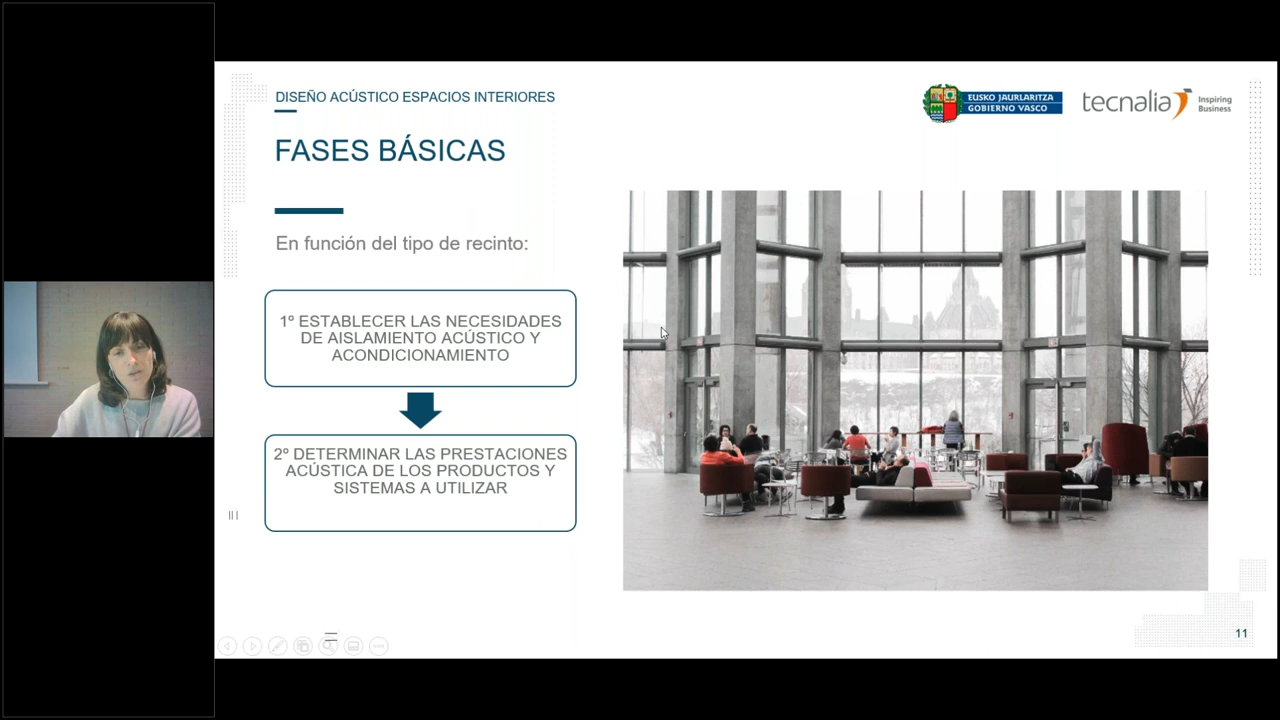 DISEÑO ACÚSTICO ESPACIOS INTERIORES
EUSKO JAURLARITZA
GOBIERNO VASCO
tecnalia
Inspiring
Business
FASES BÁSICAS
En función del tipo de recinto:
1º ESTABLECER LAS NECESIDADES
DE AISLAMIENTO ACÚSTICO Y
ACONDICIONAMIENTO
2º DETERMINAR LAS PRESTACIONES
ACÚSTICA DE LOS PRODUCTOS Y
SISTEMAS A UTILIZAR
11